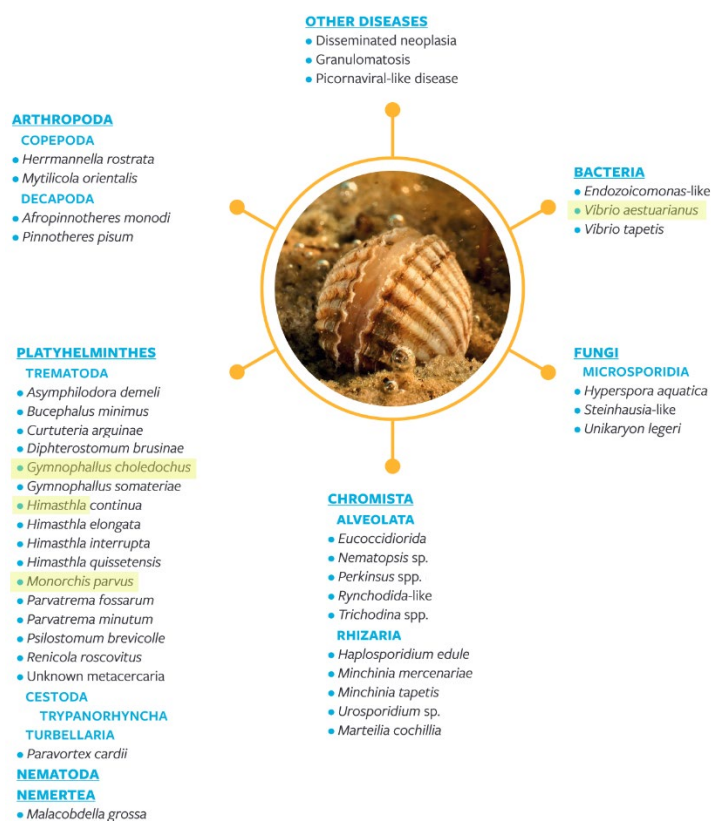 OTHER DISEASES
• Disseminated neoplasia
• Granulomatosis
• Picornaviral-like disease
ARTHROPODA
COPEPODA
• Herrmannella rostrata
• Mytilicola orientalis
DECAPODA
• Afropinnotheres monodi
• Pinnotheres pisum
BACTERIA
• Endozoicomonas-like
• Vibrio aestuarianus
• Vibrio tapetis
PLATYHELMINTHES
TREMATODA
• Asymphilodora demeli
• Bucephalus minimus
• Curtuteria arguinae
• Diphterostomum brusinae
• Gymnophallus choledochus
• Gymnophallus somateriae
• Himasthla continua
• Himasthla elongata
• Himasthla interrupta
• Himasthla quissetensis
• Monorchis parvus
• Parvatrema fossarum
• Parvatrema minutum
• Psilostomum brevicolle
• Renicola roscovitus
• Unknown metacercaria
CESTODA
TRYPANORHYNCHA
TURBELLARIA
• Paravortex cardii
NEMATODA
NEMERTEA
• Malacobdella grossa
FUNGI
MICROSPORIDIA
• Hyperspora aquatica
• Steinhausia-like
• Unikaryon legeri
CHROMISTA
ALVEOLATA
• Eucoccidiorida
• Nematopsis sp.
• Perkinsus spp.
• Rynchodida-like
• Trichodina spp.
RHIZARIA
• Haplosporidium edule
• Minchinia mercenariae
• Minchinia tapetis
• Urosporidium sp.
• Marteilia cochillia